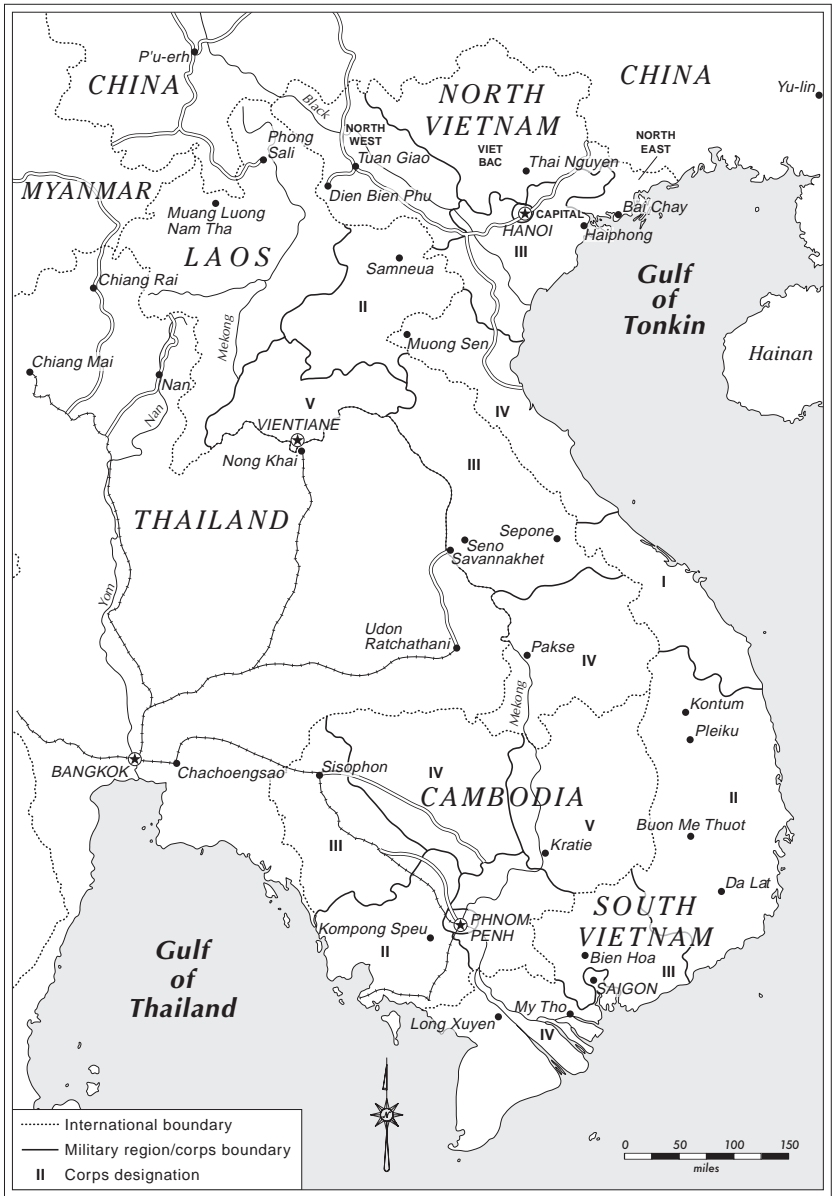 P'u-erh
CHINA
CHINA
Yu-lin
Black
NORTH
VIETNAM
NORTH
WEST
VIET
BAC
NORTH
EAST
Phong
Sali
Tuan Giao
Thai Nguyen
MYANMAR
Dien Bien Phu
Muang Luong
Nam Tha
CAPITAL
HANOI
Bai Chay
Haiphong
III
LAOS
Samneua
Gulf
of
Tonkin
Chiang Rai
II
Mekong
Muong Sen
Hainan
Chiang Mai
Nan
Nan
V
IV
VIENTIANE
Nong Khai
III
THAILAND
Sepone
Seno
Savannakhet
I
Yom
Udon
Ratchathani
Pakse
IV
Mekong
Kontum
Pleiku
BANGKOK
Chachoengsao
Sisophon
IV
CAMBODIA
II
V
Buon Me Thuot
III
Kratie
Da Lat
SOUTH
VIETNAM
Kompong Speu
PHNOM
PENH
II
Bien Hoa
III
SAIGON
Gulf
of
Thailand
My Tho
Long Xuyen
IV
N
International boundary
Military region/corps boundary
II Corps designation
0 50 100 150
miles